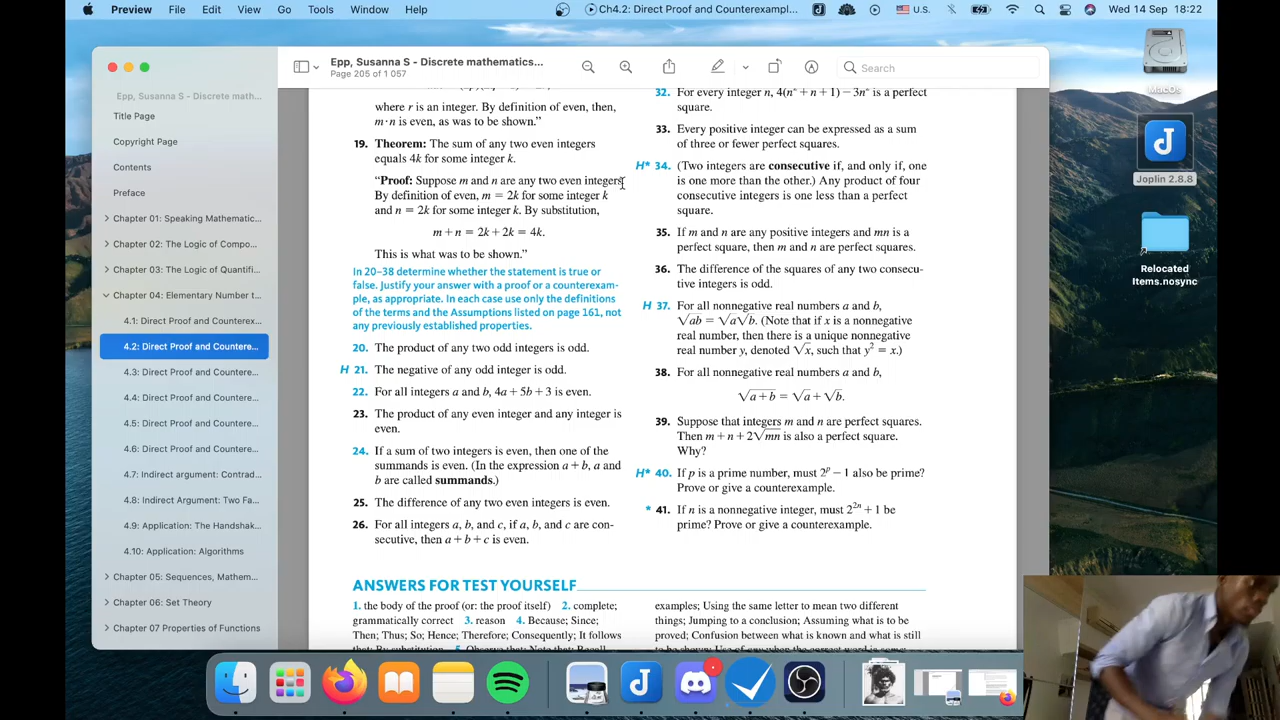 Preview File Edit View Go Tools Window Help
Ch4.2: Direct Proof and Counterexampl...
U.S.
Wed 14 Sep 18:22
Epp, Susanna S - Discrete mathematics...
Page 205 of 1 057
Search
Epp, Susanna S - Discrete math...
Title Page
Copyright Page
Contents
Preface
Chapter 01: Speaking Mathematic...
Chapter 02: The Logic of Compo...
Chapter 03: The Logic of Quantifi...
Chapter 04: Elementary Number t...
4.1: Direct Proof and Counterex...
4.2: Direct Proof and Countere...
4.3: Direct Proof and Countere...
4.4: Direct Proof and Countere...
4.5: Direct Proof and Countere...
4.6: Direct Proof and Countere...
4.7: Indirect argument: Contrad...
4.8: Indirect Argument: Two Fa...
4.9: Application: The Handshak...
4.10: Application: Algorithms
Chapter 05: Sequences, Mathem...
Chapter 06: Set Theory
Chapter 07 Properties of Functions
where r is an integer. By definition of even, then,
m·n is even, as was to be shown.”
19. Theorem: The sum of any two even integers
equals 4k for some integer k.
“Proof: Suppose m and n are any two even integers.
By definition of even, m = 2k for some integer k
and n = 2k for some integer k. By substitution,
m + n = 2k + 2k = 4k.
This is what was to be shown.”
In 20–38 determine whether the statement is true or
false. Justify your answer with a proof or a counterexam-
ple, as appropriate. In each case use only the definitions
of the terms and the Assumptions listed on page 161, not
any previously established properties.
20. The product of any two odd integers is odd.
H 21. The negative of any odd integer is odd.
22. For all integers a and b, 4a + 5b + 3 is even.
23. The product of any even integer and any integer is
even.
24. If a sum of two integers is even, then one of the
summands is even. (In the expression a + b, a and
b are called summands.)
25. The difference of any two even integers is even.
26. For all integers a, b, and c, if a, b, and c are con-
secutive, then a + b + c is even.
32. For every integer n, 4(n² + n + 1) − 3n² is a perfect
square.
33. Every positive integer can be expressed as a sum
of three or fewer perfect squares.
H* 34. (Two integers are consecutive if, and only if, one
is one more than the other.) Any product of four
consecutive integers is one less than a perfect
square.
35. If m and n are any positive integers and mn is a
perfect square, then m and n are perfect squares.
36. The difference of the squares of any two consecu-
tive integers is odd.
H 37. For all nonnegative real numbers a and b,
√ab = √a√b. (Note that if x is a nonnegative
real number, then there is a unique nonnegative
real number y, denoted √x, such that y² = x.)
38. For all nonnegative real numbers a and b,
√a + b = √a + √b.
39. Suppose that integers m and n are perfect squares.
Then m + n + 2√mn is also a perfect square.
Why?
H* 40. If p is a prime number, must 2ᵖ − 1 also be prime?
Prove or give a counterexample.
* 41. If n is a nonnegative integer, must 2²ⁿ + 1 be
prime? Prove or give a counterexample.
ANSWERS FOR TEST YOURSELF
1. the body of the proof (or: the proof itself) 2. complete;
grammatically correct 3. reason 4. Because; Since;
Then; Thus; So; Hence; Therefore; Consequently; It follows
that; By substitution 5. Observe that; Note that; Recall
examples; Using the same letter to mean two different
things; Jumping to a conclusion; Assuming what is to be
proved; Confusion between what is known and what is still
to be shown; Use of any when the correct word is some;
MacOs
Joplin 2.8.8
Relocated
Items.nosync